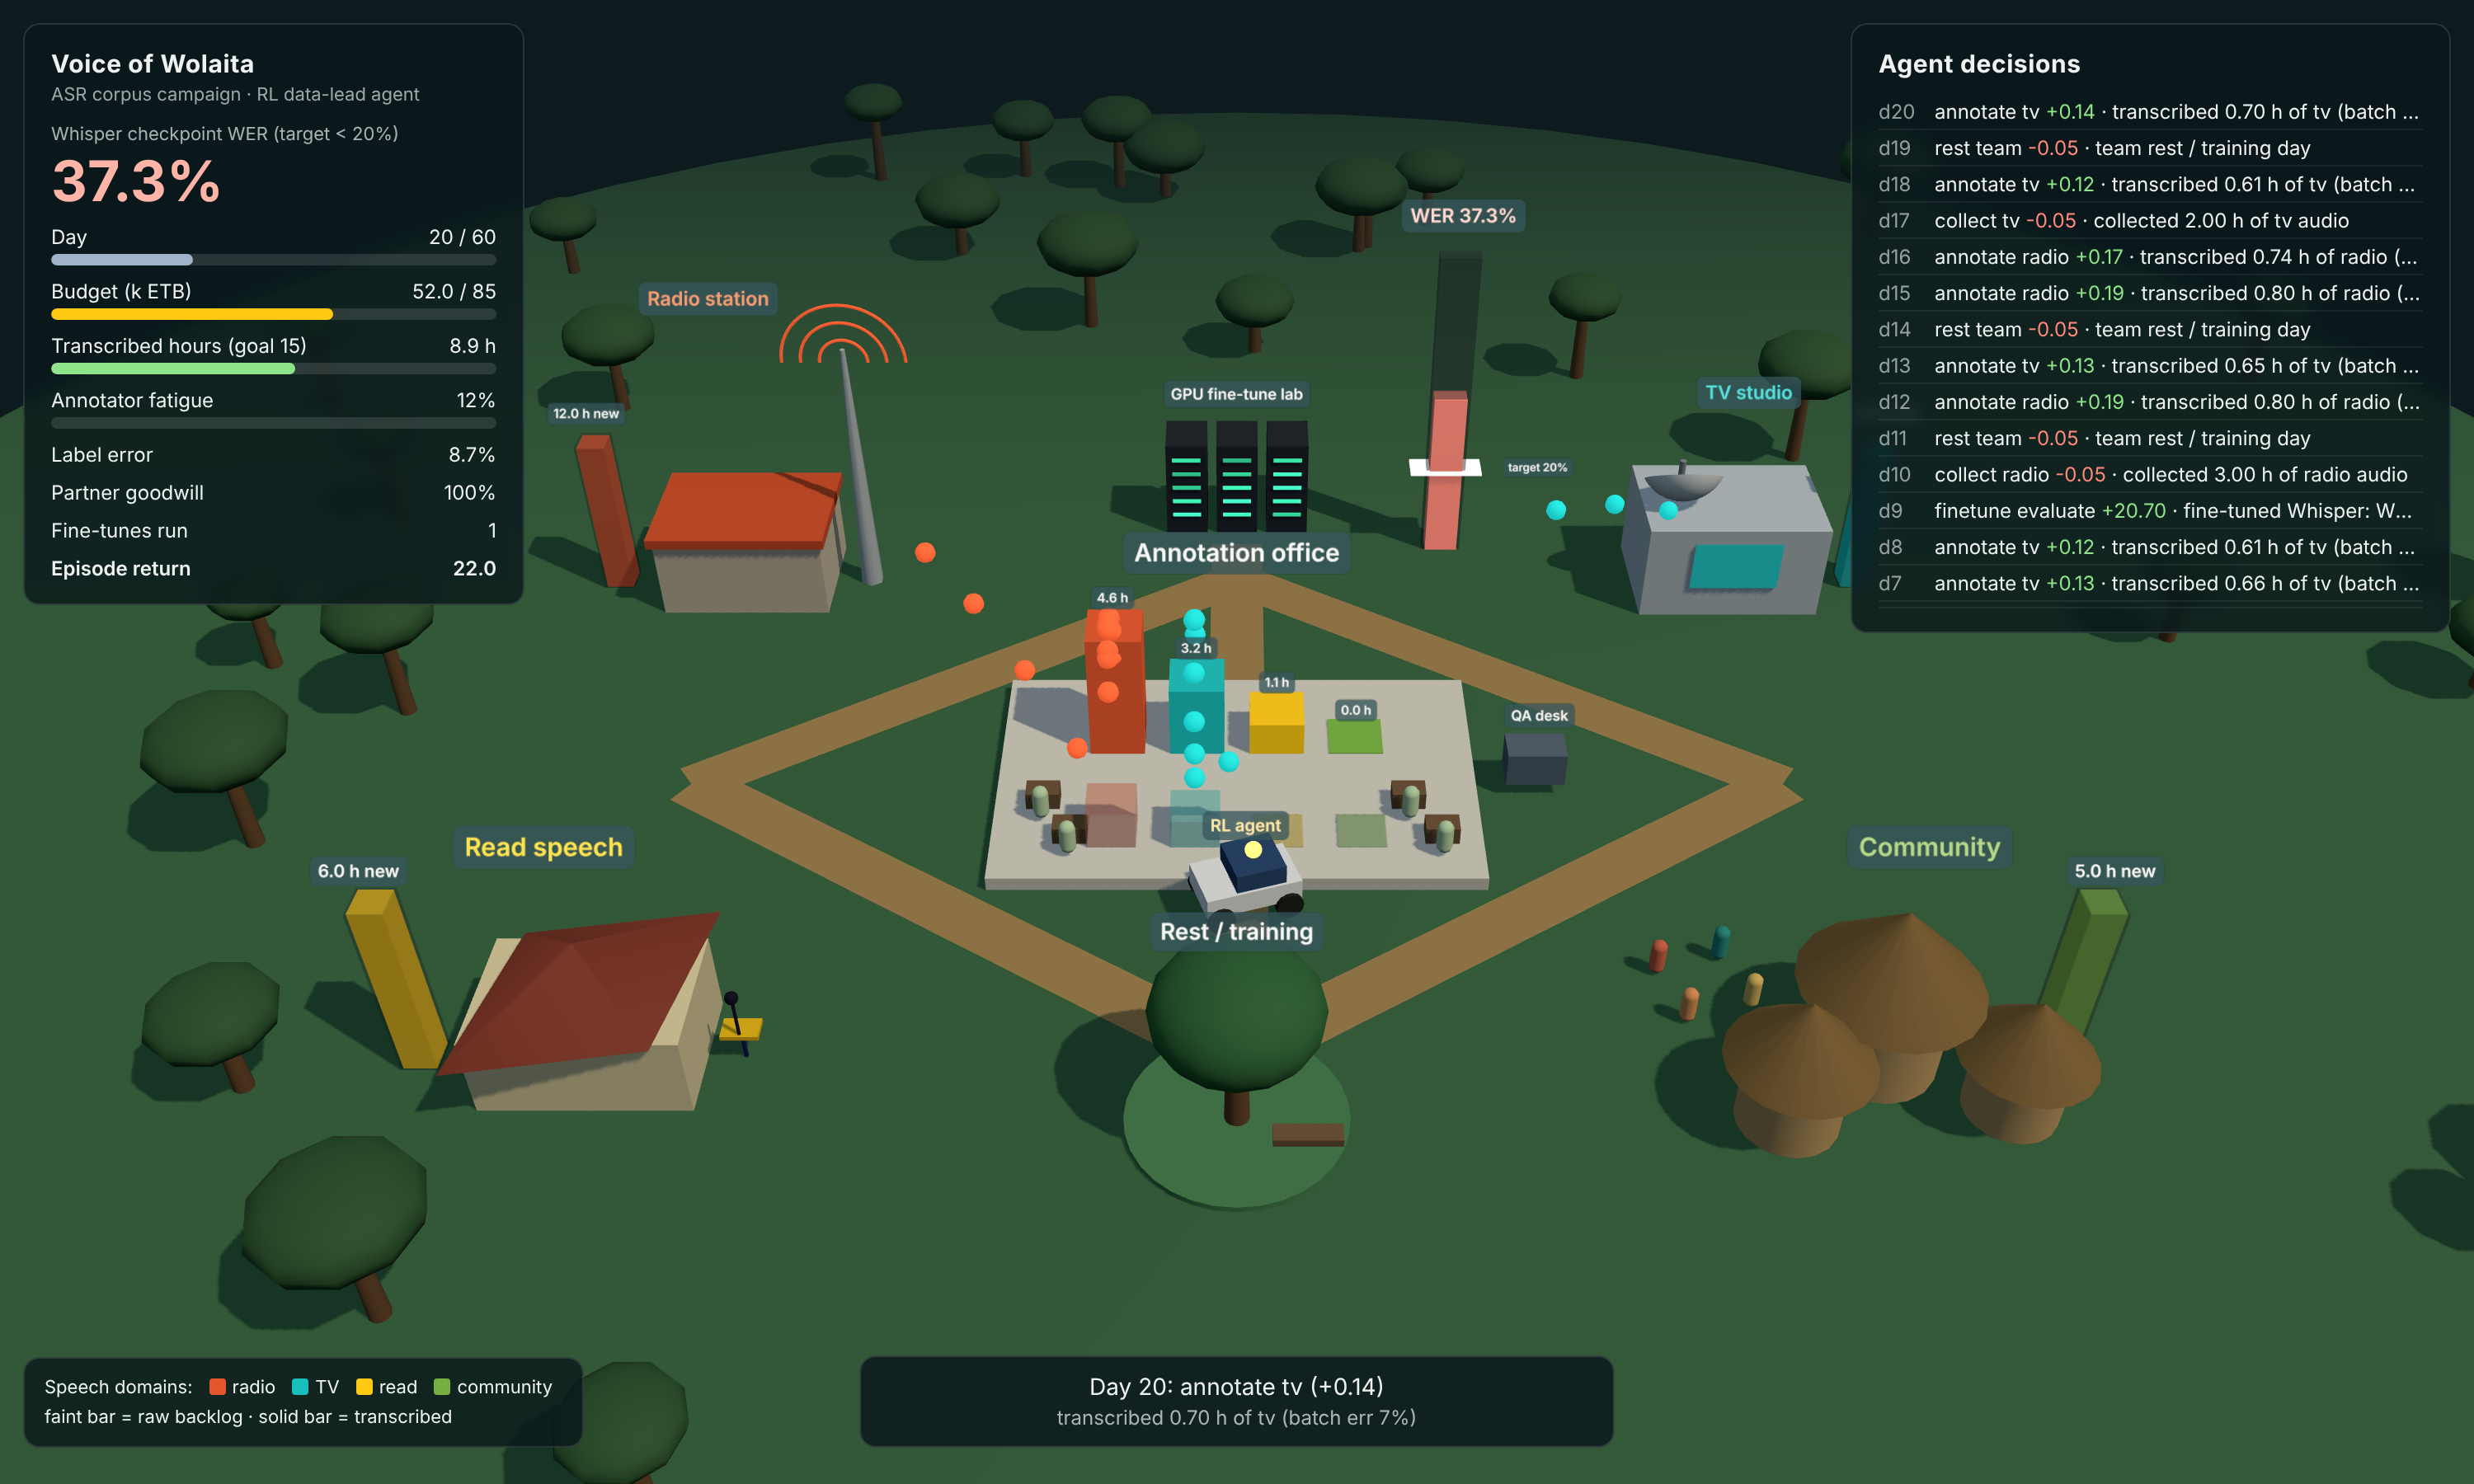 Voice of Wolaita
ASR corpus campaign · RL data-lead agent
Whisper checkpoint WER (target < 20%)
37.3%
Day 20 / 60
Budget (k ETB) 52.0 / 85
Transcribed hours (goal 15) 8.9 h
Annotator fatigue 12%
Label error 8.7%
Partner goodwill 100%
Fine-tunes run 1
Episode return 22.0
Agent decisions
d20 annotate tv +0.14 · transcribed 0.70 h of tv (batch ...
d19 rest team -0.05 · team rest / training day
d18 annotate tv +0.12 · transcribed 0.61 h of tv (batch ...
d17 collect tv -0.05 · collected 2.00 h of tv audio
d16 annotate radio +0.17 · transcribed 0.74 h of radio (...
d15 annotate radio +0.19 · transcribed 0.80 h of radio (...
d14 rest team -0.05 · team rest / training day
d13 annotate tv +0.13 · transcribed 0.65 h of tv (batch ...
d12 annotate radio +0.19 · transcribed 0.80 h of radio (...
d11 rest team -0.05 · team rest / training day
d10 collect radio -0.05 · collected 3.00 h of radio audio
d9 finetune evaluate +20.70 · fine-tuned Whisper: W...
d8 annotate tv +0.12 · transcribed 0.61 h of tv (batch ...
d7 annotate tv +0.13 · transcribed 0.66 h of tv (batch ...
WER 37.3%
Radio station
12.0 h new
GPU fine-tune lab
TV studio
target 20%
Annotation office
4.6 h
3.2 h
1.1 h
0.0 h
QA desk
RL agent
Read speech
6.0 h new
Community
5.0 h new
Rest / training
Speech domains: radio TV read community
faint bar = raw backlog · solid bar = transcribed
Day 20: annotate tv (+0.14)
transcribed 0.70 h of tv (batch err 7%)